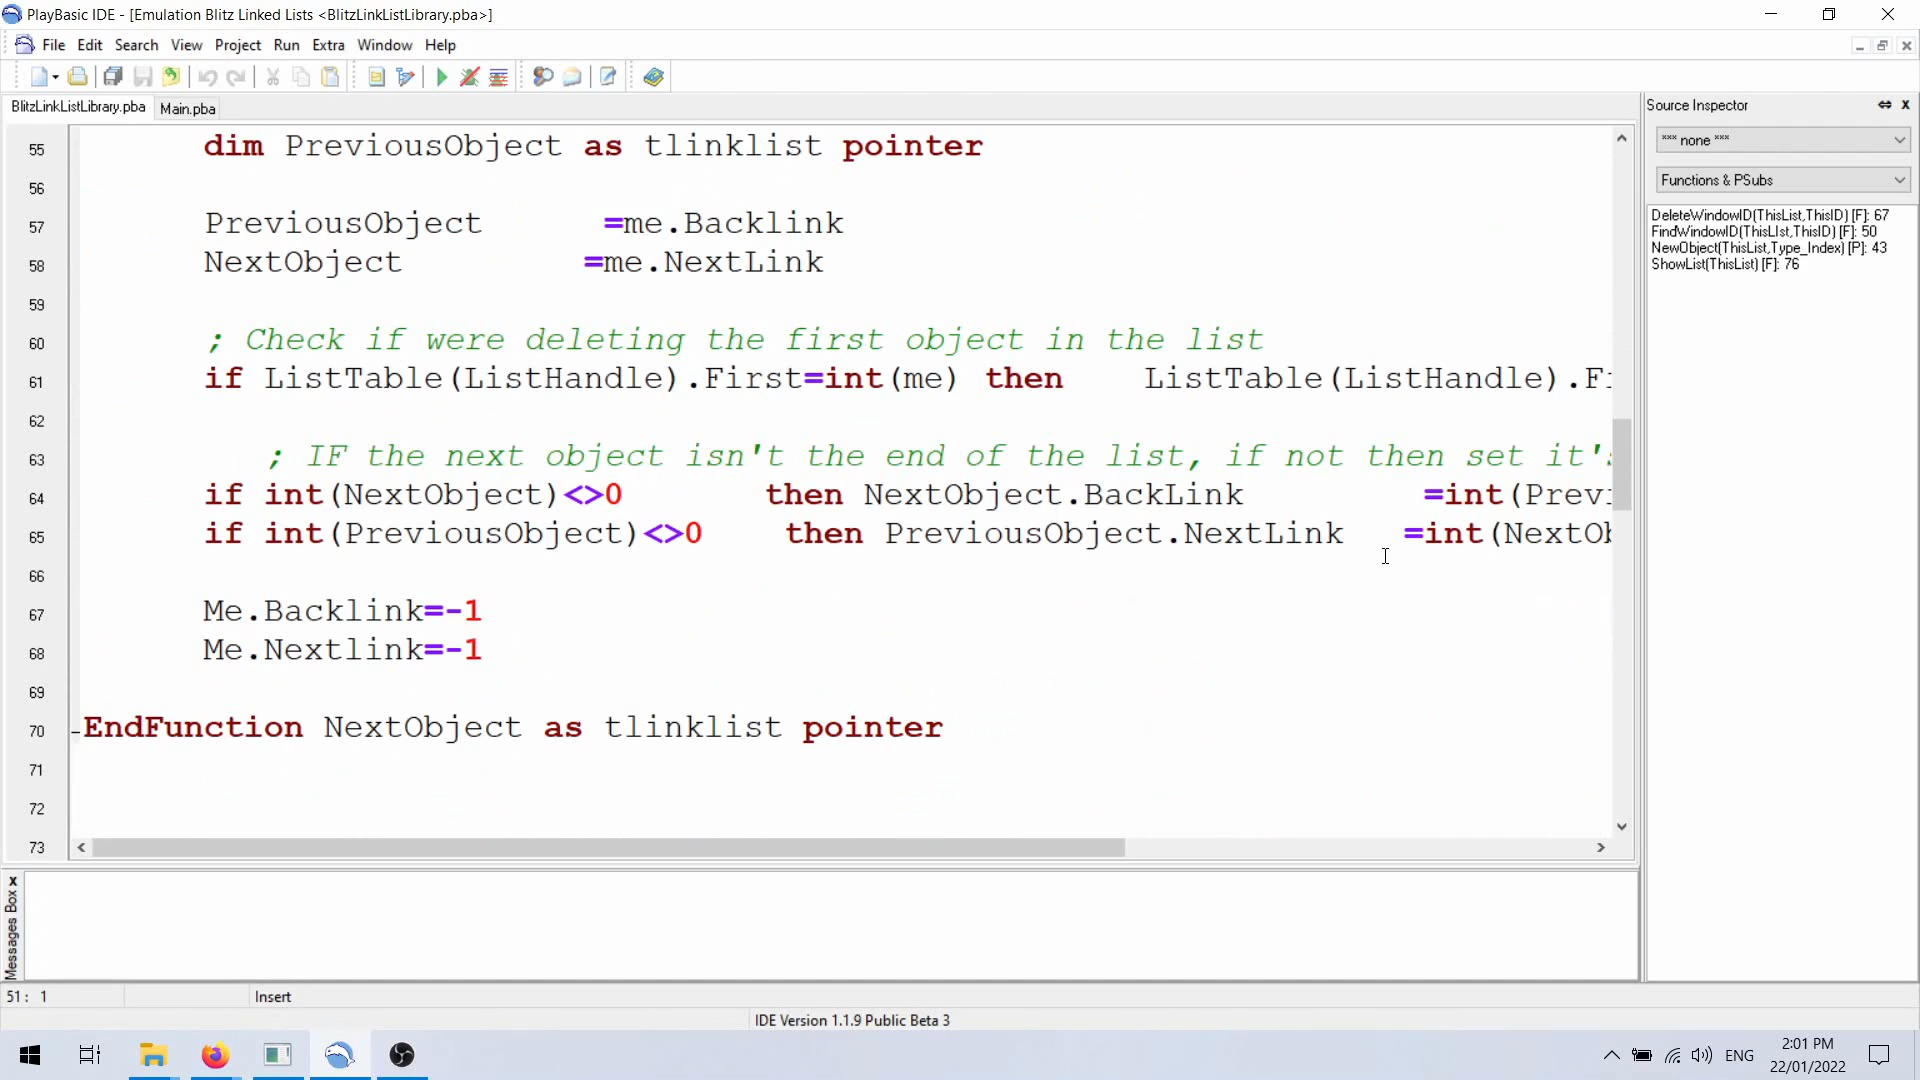 PlayBasic IDE - [Emulation Blitz Linked Lists <BlitzLinkListLibrary.pba>]
File Edit Search View Project Run Extra Window Help
BlitzLinkListLibrary.pba Main.pba
55 dim PreviousObject as tlinklist pointer
56
57 PreviousObject =me.Backlink
58 NextObject =me.NextLink
59
60 ; Check if were deleting the first object in the list
61 if ListTable(ListHandle).First=int(me) then ListTable(ListHandle).Fi
62
63 ; IF the next object isn't the end of the list, if not then set it's
64 if int(NextObject)<>0 then NextObject.BackLink =int(Previ
65 if int(PreviousObject)<>0 then PreviousObject.NextLink =int(NextOb
66
67 Me.Backlink=-1
68 Me.Nextlink=-1
69
70 EndFunction NextObject as tlinklist pointer
71
72
73
Source Inspector
*** none ***
Functions & PSubs
DeleteWindowID(ThisList,ThisID) [F]: 67
FindWindowID(ThisLIst,ThisID) [F]: 50
NewObject(ThisList,Type_Index) [P]: 43
ShowList(ThisList) [F]: 76
Messages Box
51: 1 Insert
IDE Version 1.1.9 Public Beta 3
ENG
2:01 PM
22/01/2022